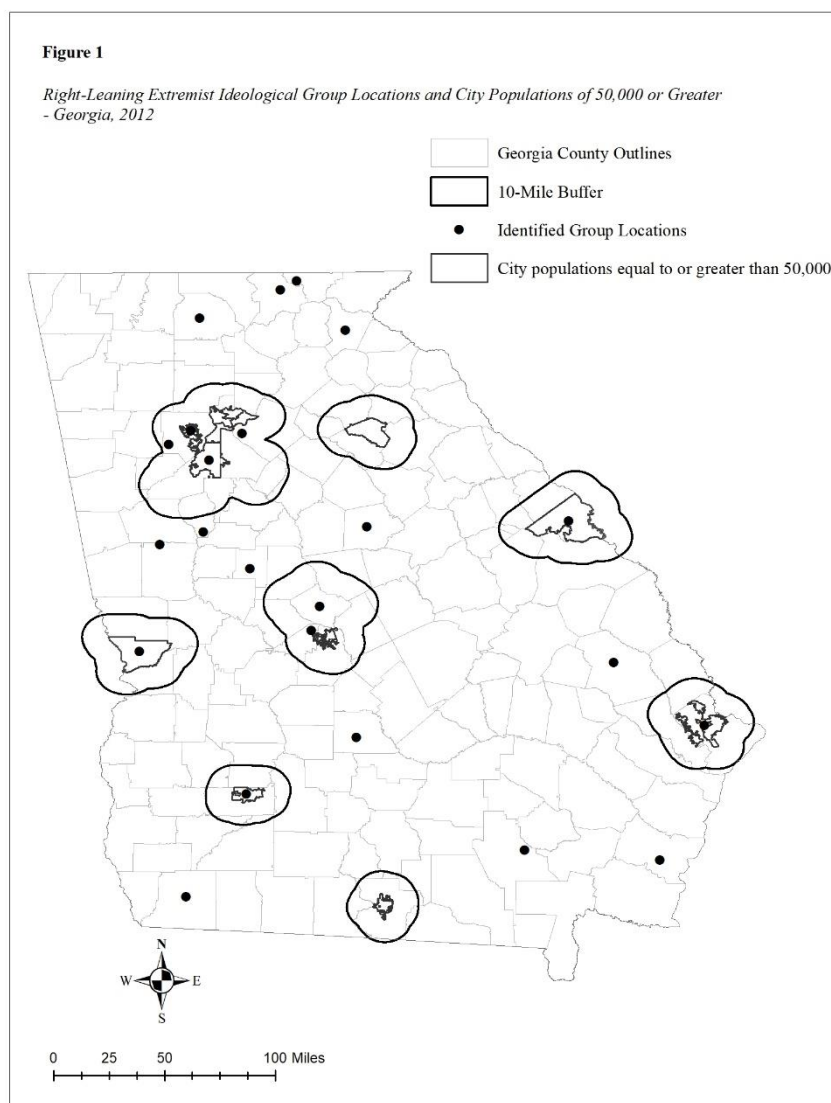 Figure 1
Right-Leaning Extremist Ideological Group Locations and City Populations of 50,000 or Greater
- Georgia, 2012
Georgia County Outlines
10-Mile Buffer
Identified Group Locations
City populations equal to or greater than 50,000
N
W E
S
0 25 50 100 Miles